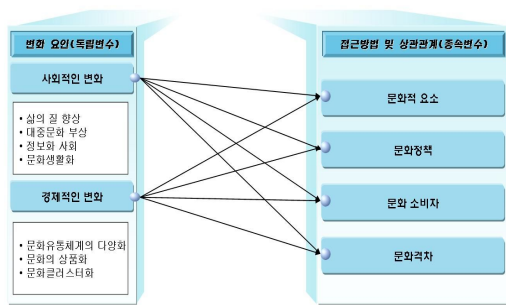 변화 요인(독립변수)
사회적인 변화
• 삶의 질 향상
• 대중문화 부상
• 정보화 사회
• 문화생활화
경제적인 변화
• 문화유통체계의 다양화
• 문화의 상품화
• 문화클러스터화
접근방법 및 상관관계(종속변수)
문화적 요소
문화정책
문화 소비자
문화격차